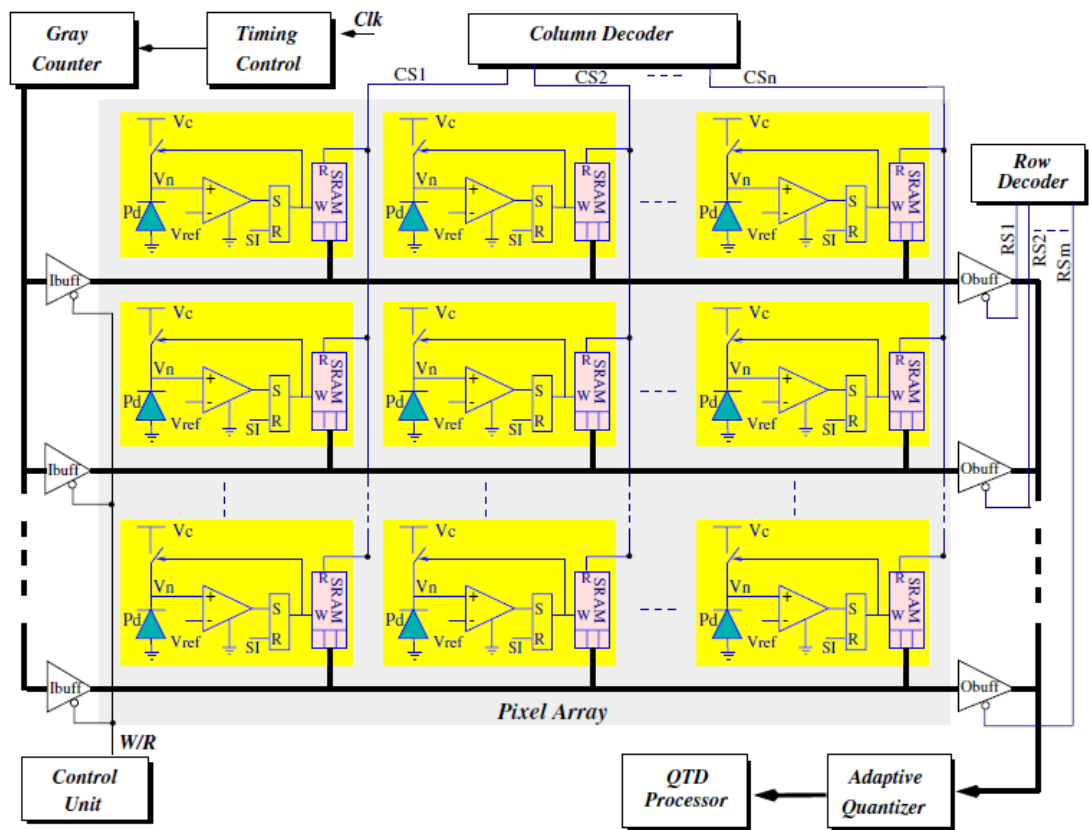 Gray
Counter
Timing
Control
Clk
Column Decoder
CS1
CS2
CSn
Row
Decoder
RS1
RS2
RSm
Vc
Vn
Pd
+
-
Vref
SI
S
R
R
W
SRAM
Vc
Vn
Pd
+
-
Vref
SI
S
R
R
W
SRAM
Vc
Vn
Pd
+
-
Vref
SI
S
R
R
W
SRAM
Ibuff
Obuff
Vc
Vn
Pd
+
-
Vref
SI
S
R
R
W
SRAM
Vc
Vn
Pd
+
-
Vref
SI
S
R
R
W
SRAM
Vc
Vn
Pd
+
-
Vref
SI
S
R
R
W
SRAM
Ibuff
Obuff
Vc
Vn
Pd
+
-
Vref
SI
S
R
R
W
SRAM
Vc
Vn
Pd
+
-
Vref
SI
S
R
R
W
SRAM
Vc
Vn
Pd
+
-
Vref
SI
S
R
R
W
SRAM
Ibuff
Obuff
Pixel Array
W/R
Control
Unit
QTD
Processor
Adaptive
Quantizer